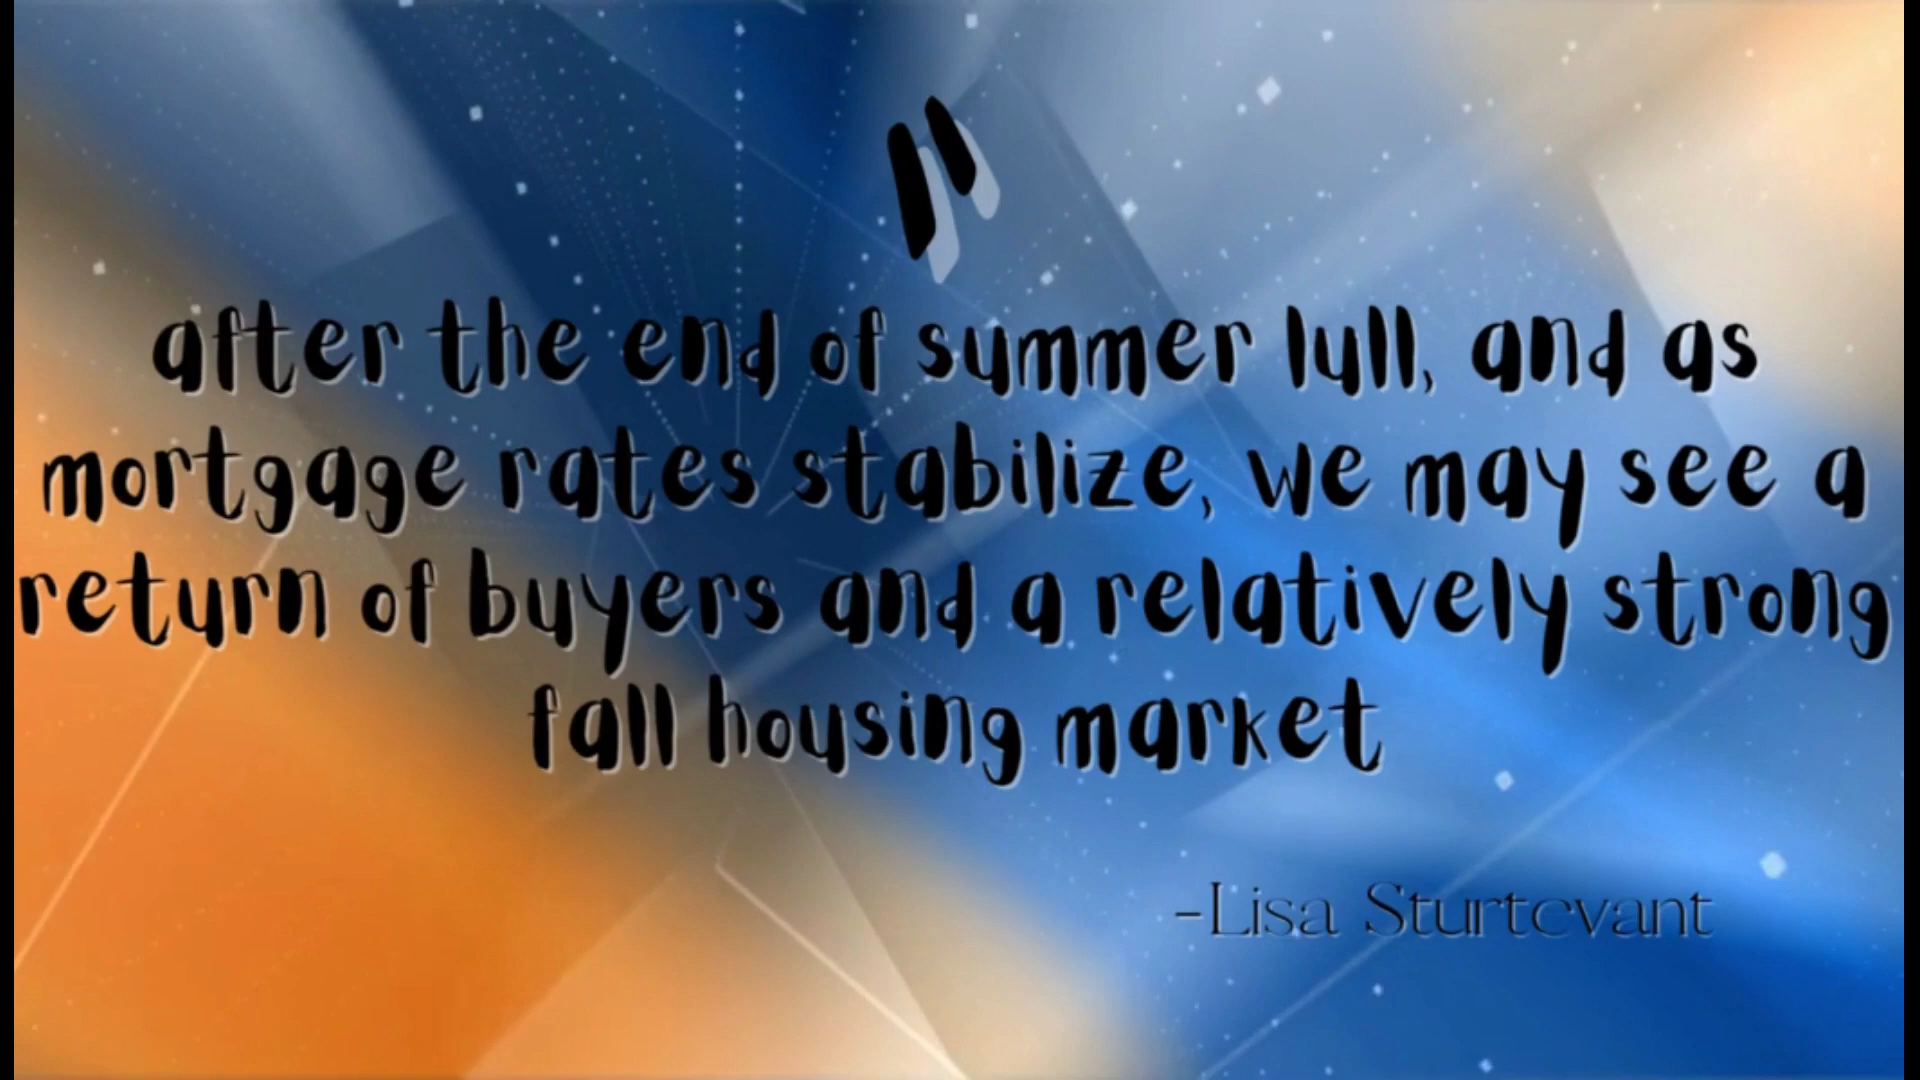 "
after the end of summer lull, and as
mortgage rates stabilize, we may see a
return of buyers and a relatively strong
fall housing market
-Lisa Sturtevant